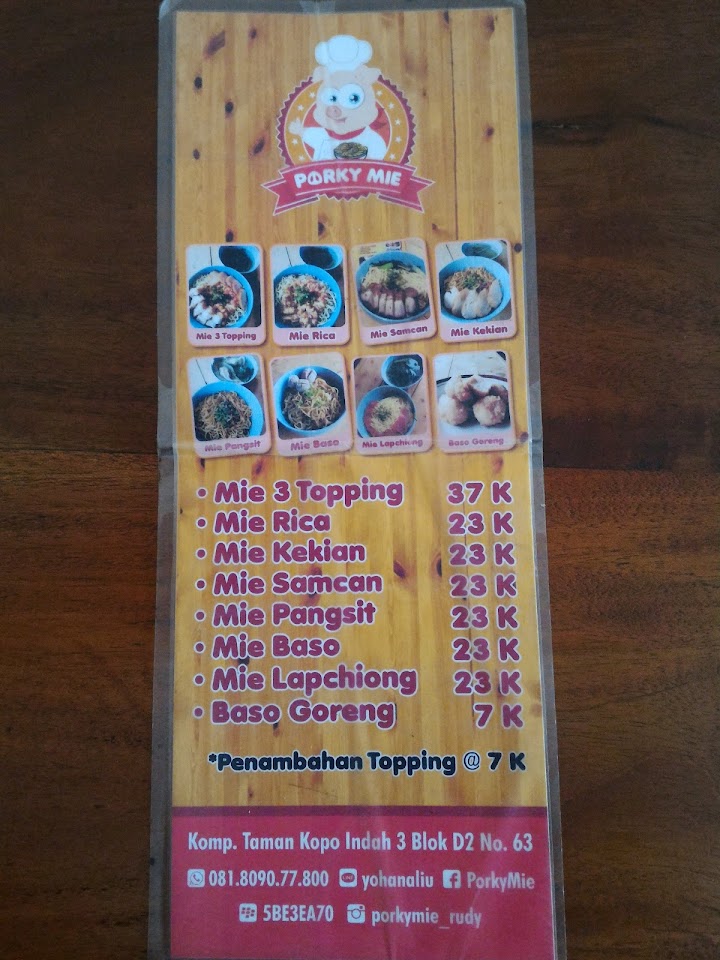 PORKY MIE
Mie 3 Topping
Mie Rica
Mie Samcan
Mie Kekian
Mie Pangsit
Mie Baso
Mie Lapchiong
Baso Goreng
• Mie 3 Topping 37 K
• Mie Rica 23 K
• Mie Kekian 23 K
• Mie Samcan 23 K
• Mie Pangsit 23 K
• Mie Baso 23 K
• Mie Lapchiong 23 K
• Baso Goreng 7 K
*Penambahan Topping @ 7 K
Komp. Taman Kopo Indah 3 Blok D2 No. 63
081.8090.77.800 yohanaliu PorkyMie
5BE3EA70 porkymie_rudy